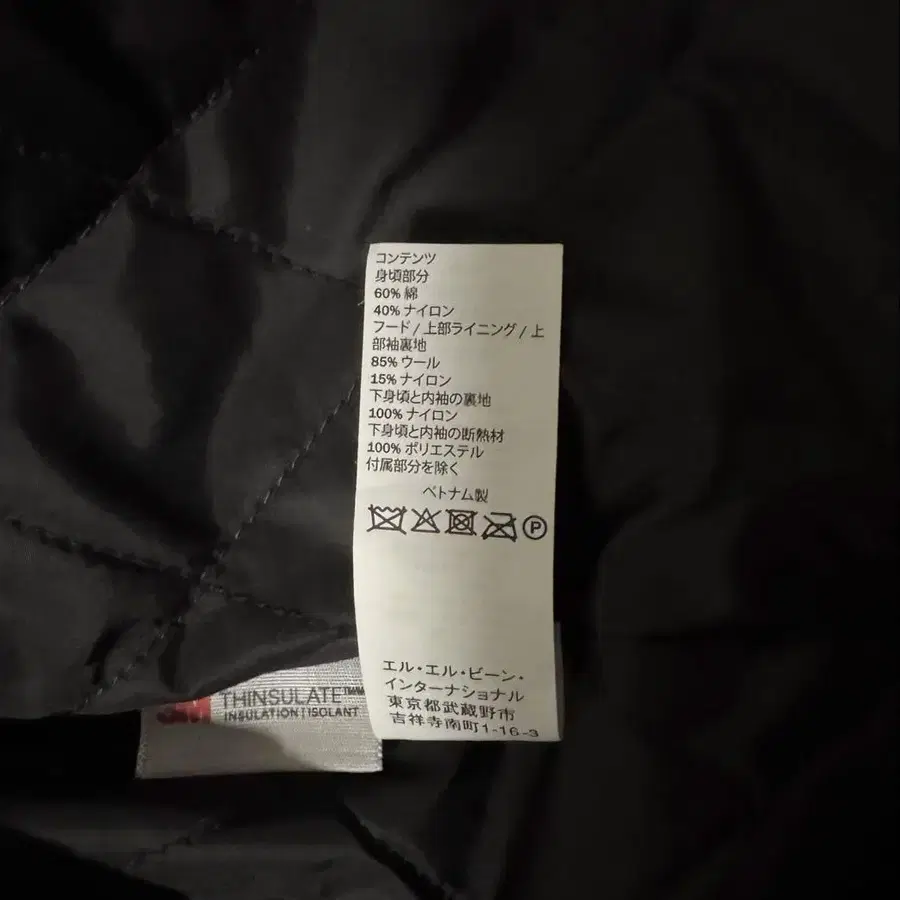 コンテンツ
身頃部分
60% 綿
40% ナイロン
フード / 上部ライニング / 上
部袖裏地
85% ウール
15% ナイロン
下身頃と内袖の裏地
100% ナイロン
下身頃と内袖の断熱材
100% ポリエステル
付属部分を除く
ベトナム製
P
エル・エル・ビーン・
インターナショナル
東京都武蔵野市
吉祥寺南町1-16-3
3M THINSULATE™
INSULATION | ISOLANT